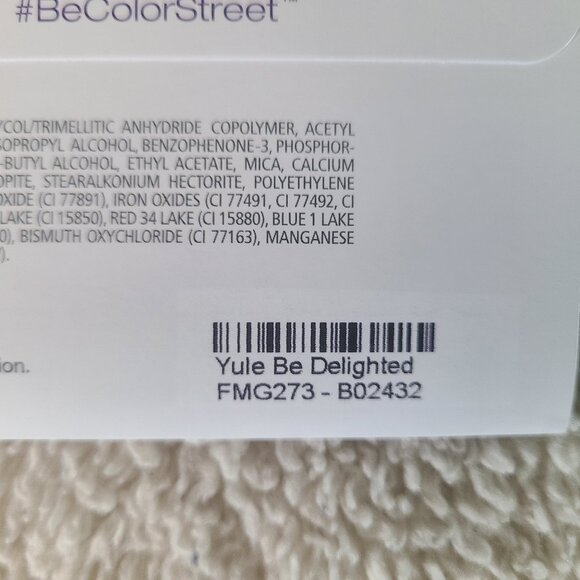 #BeColorStreet™
YCOL/TRIMELLITIC ANHYDRIDE COPOLYMER, ACETYL
SOPROPYL ALCOHOL, BENZOPHENONE-3, PHOSPHOR-
-BUTYL ALCOHOL, ETHYL ACETATE, MICA, CALCIUM
OPITE, STEARALKONIUM HECTORITE, POLYETHYLENE
OXIDE (CI 77891), IRON OXIDES (CI 77491, CI 77492, CI
LAKE (CI 15850), RED 34 LAKE (CI 15880), BLUE 1 LAKE
0), BISMUTH OXYCHLORIDE (CI 77163), MANGANESE
).
ion.
Yule Be Delighted
FMG273 - B02432